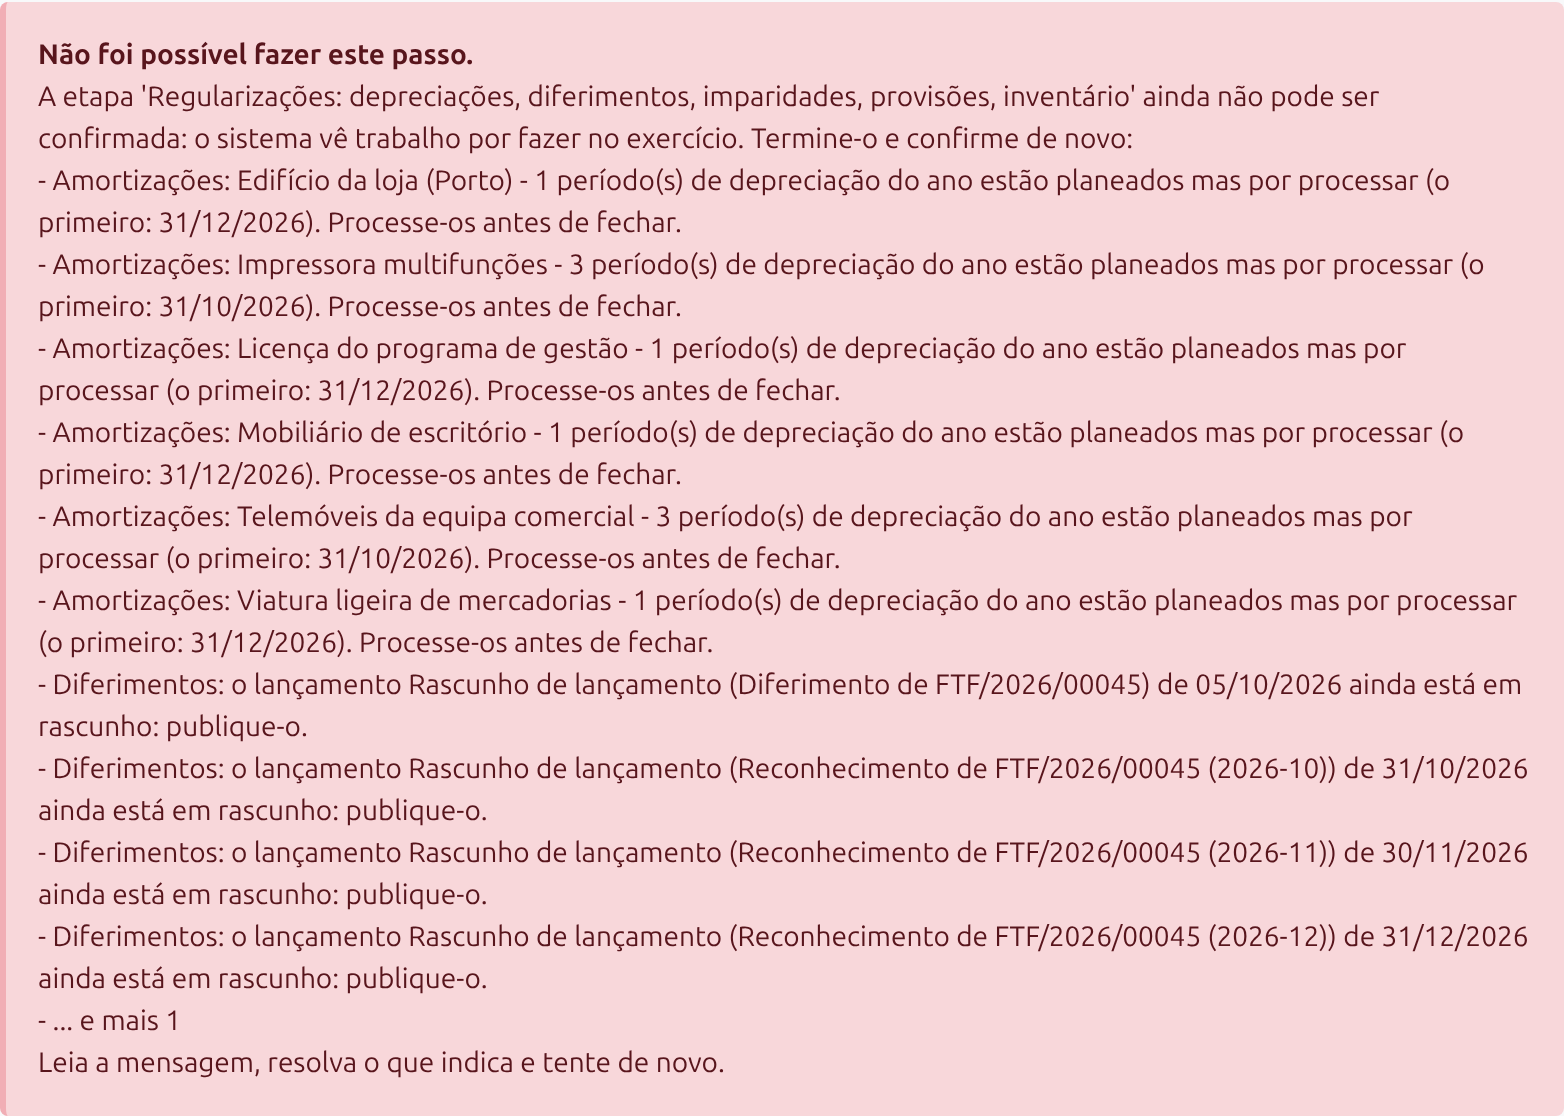 Não foi possível fazer este passo.
A etapa 'Regularizações: depreciações, diferimentos, imparidades, provisões, inventário' ainda não pode ser
confirmada: o sistema vê trabalho por fazer no exercício. Termine-o e confirme de novo:
- Amortizações: Edifício da loja (Porto) - 1 período(s) de depreciação do ano estão planeados mas por processar (o
primeiro: 31/12/2026). Processe-os antes de fechar.
- Amortizações: Impressora multifunções - 3 período(s) de depreciação do ano estão planeados mas por processar (o
primeiro: 31/10/2026). Processe-os antes de fechar.
- Amortizações: Licença do programa de gestão - 1 período(s) de depreciação do ano estão planeados mas por
processar (o primeiro: 31/12/2026). Processe-os antes de fechar.
- Amortizações: Mobiliário de escritório - 1 período(s) de depreciação do ano estão planeados mas por processar (o
primeiro: 31/12/2026). Processe-os antes de fechar.
- Amortizações: Telemóveis da equipa comercial - 3 período(s) de depreciação do ano estão planeados mas por
processar (o primeiro: 31/10/2026). Processe-os antes de fechar.
- Amortizações: Viatura ligeira de mercadorias - 1 período(s) de depreciação do ano estão planeados mas por processar
(o primeiro: 31/12/2026). Processe-os antes de fechar.
- Diferimentos: o lançamento Rascunho de lançamento (Diferimento de FTF/2026/00045) de 05/10/2026 ainda está em
rascunho: publique-o.
- Diferimentos: o lançamento Rascunho de lançamento (Reconhecimento de FTF/2026/00045 (2026-10)) de 31/10/2026
ainda está em rascunho: publique-o.
- Diferimentos: o lançamento Rascunho de lançamento (Reconhecimento de FTF/2026/00045 (2026-11)) de 30/11/2026
ainda está em rascunho: publique-o.
- Diferimentos: o lançamento Rascunho de lançamento (Reconhecimento de FTF/2026/00045 (2026-12)) de 31/12/2026
ainda está em rascunho: publique-o.
- ... e mais 1
Leia a mensagem, resolva o que indica e tente de novo.